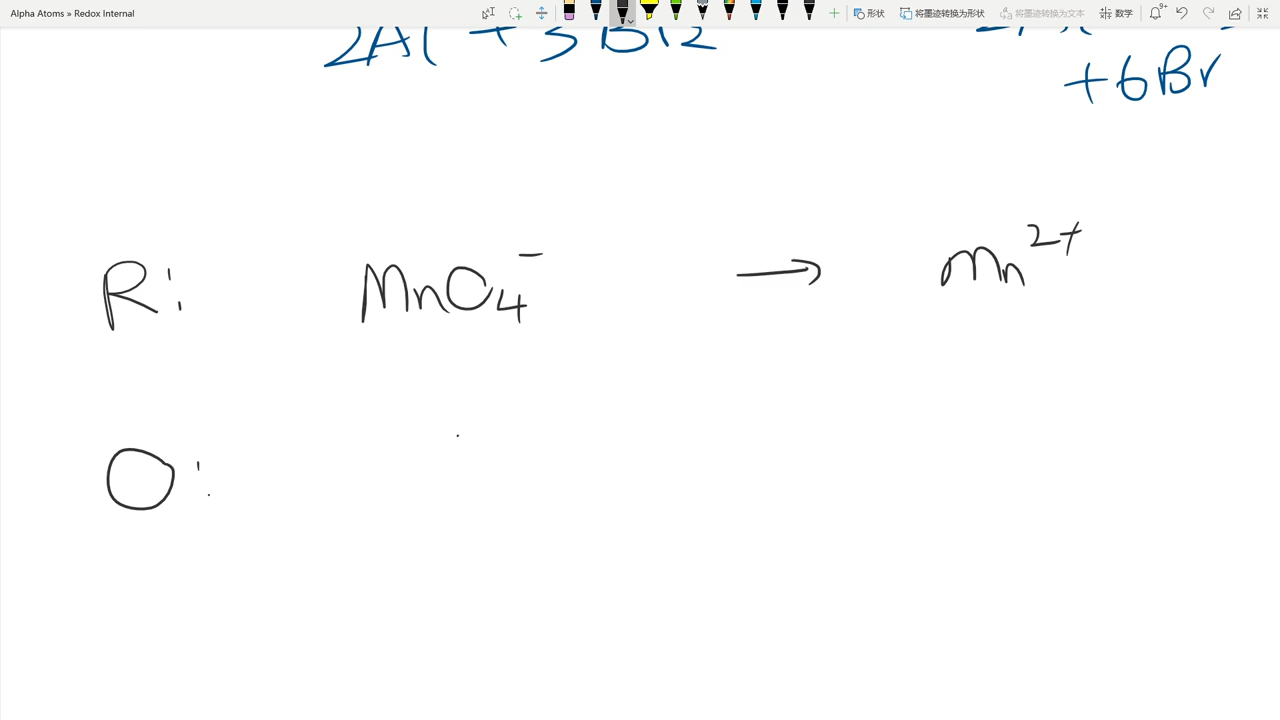 Alpha Atoms » Redox Internal 形状 将墨迹转换为形状 将墨迹转换为文本 数学 9+
2Al + 3Br2
+6Br
R: MnO4⁻ → Mn²⁺
O: